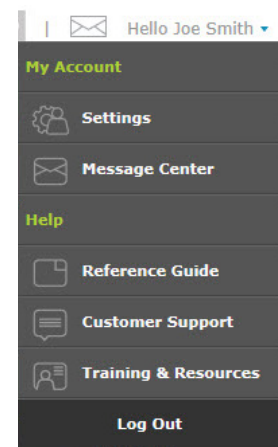 | Hello Joe Smith
My Account
Settings
Message Center
Help
Reference Guide
Customer Support
Training & Resources
Log Out